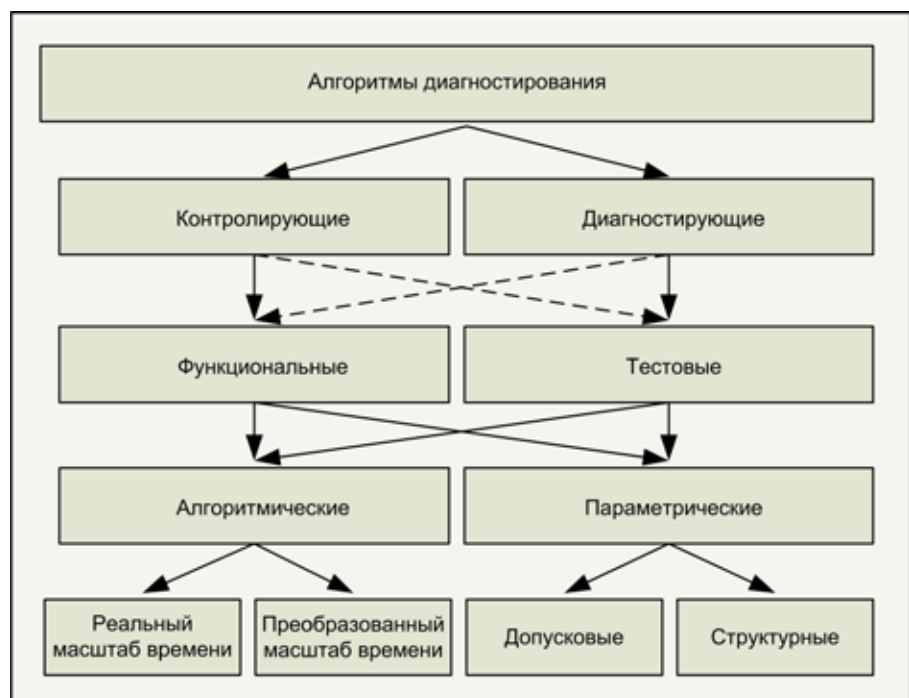 Алгоритмы диагностирования
Контролирующие
Диагностирующие
Функциональные
Тестовые
Алгоритмические
Параметрические
Реальный
масштаб времени
Преобразованный
масштаб времени
Допусковые
Структурные